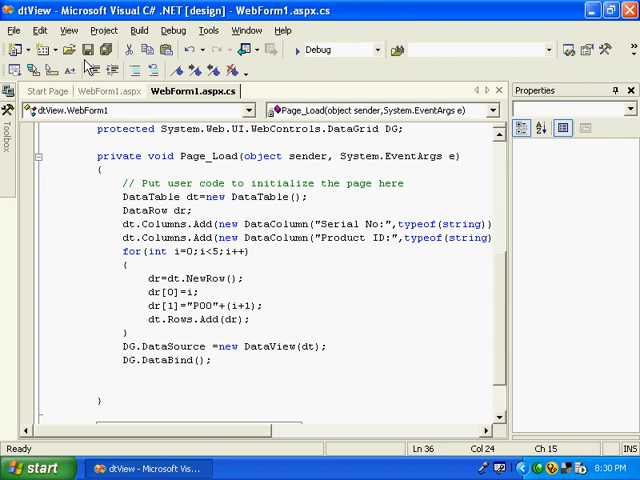 dtView - Microsoft Visual C# .NET [design] - WebForm1.aspx.cs
File Edit View Project Build Debug Tools Window Help
Debug
Start Page WebForm1.aspx WebForm1.aspx.cs
dtView.WebForm1 Page_Load(object sender,System.EventArgs e)
Toolbox
protected System.Web.UI.WebControls.DataGrid DG;
private void Page_Load(object sender, System.EventArgs e)
{
// Put user code to initialize the page here
DataTable dt=new DataTable();
DataRow dr;
dt.Columns.Add(new DataColumn("Serial No:",typeof(string))
dt.Columns.Add(new DataColumn("Product ID:",typeof(string)
for(int i=0;i<5;i++)
{
dr=dt.NewRow();
dr[0]=i;
dr[1]="P00"+(i+1);
dt.Rows.Add(dr);
}
DG.DataSource =new DataView(dt);
DG.DataBind();
}
Properties
Ready Ln 36 Col 24 Ch 15 INS
start dtView - Microsoft Vis... 8:30 PM